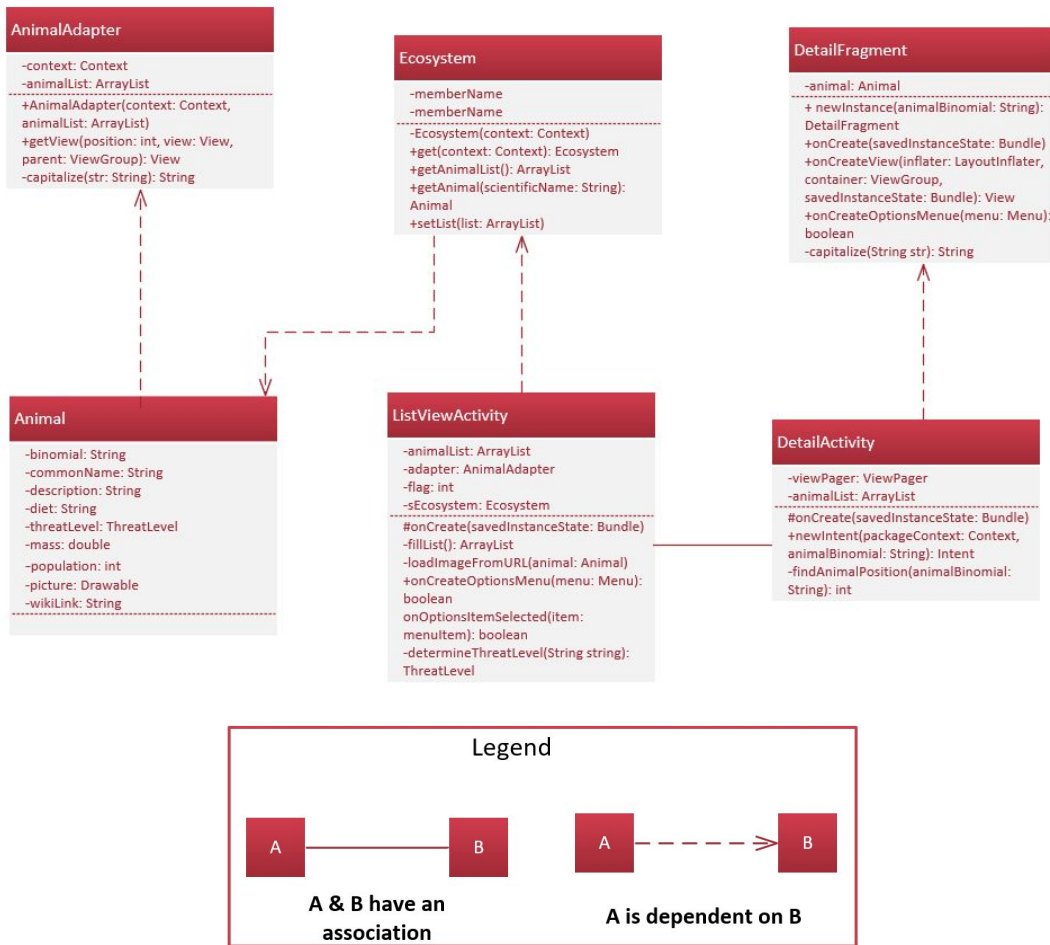 AnimalAdapter
-context: Context
-animalList: ArrayList
+AnimalAdapter(context: Context,
animalList: ArrayList)
+getView(position: int, view: View,
parent: ViewGroup): View
-capitalize(str: String): String
Ecosystem
-memberName
-memberName
-Ecosystem(context: Context)
+get(context: Context): Ecosystem
+getAnimalList(): ArrayList
+getAnimal(scientificName: String):
Animal
+setList(list: ArrayList)
DetailFragment
-animal: Animal
+ newInstance(animalBinomial: String):
DetailFragment
+onCreate(savedInstanceState: Bundle)
+onCreateView(inflater: LayoutInflater,
container: ViewGroup,
savedInstanceState: Bundle): View
+onCreateOptionsMenue(menu: Menu):
boolean
-capitalize(String str): String
Animal
-binomial: String
-commonName: String
-description: String
-diet: String
-threatLevel: ThreatLevel
-mass: double
-population: int
-picture: Drawable
-wikiLink: String
ListViewActivity
-animalList: ArrayList
-adapter: AnimalAdapter
-flag: int
-sEcosystem: Ecosystem
#onCreate(savedInstanceState: Bundle)
-fillList(): ArrayList
-loadImageFromURL(animal: Animal)
+onCreateOptionsMenu(menu: Menu):
boolean
onOptionsItemSelected(item:
menuItem): boolean
-determineThreatLevel(String string):
ThreatLevel
DetailActivity
-viewPager: ViewPager
-animalList: ArrayList
#onCreate(savedInstanceState: Bundle)
+newIntent(packageContext: Context,
animalBinomial: String): Intent
-findAnimalPosition(animalBinomial:
String): int
Legend
A
B
A & B have an
association
A
B
A is dependent on B